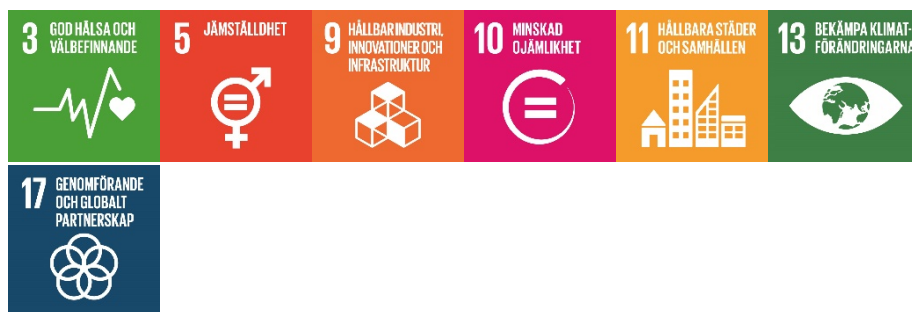 3 GOD HÄLSA OCH
VÄLBEFINNANDE
5 JÄMSTÄLLDHET
9 HÅLLBAR INDUSTRI,
INNOVATIONER OCH
INFRASTRUKTUR
10 MINSKAD
OJÄMLIKHET
11 HÅLLBARA STÄDER
OCH SAMHÄLLEN
13 BEKÄMPA KLIMAT-
FÖRÄNDRINGARNA
17 GENOMFÖRANDE
OCH GLOBALT
PARTNERSKAP